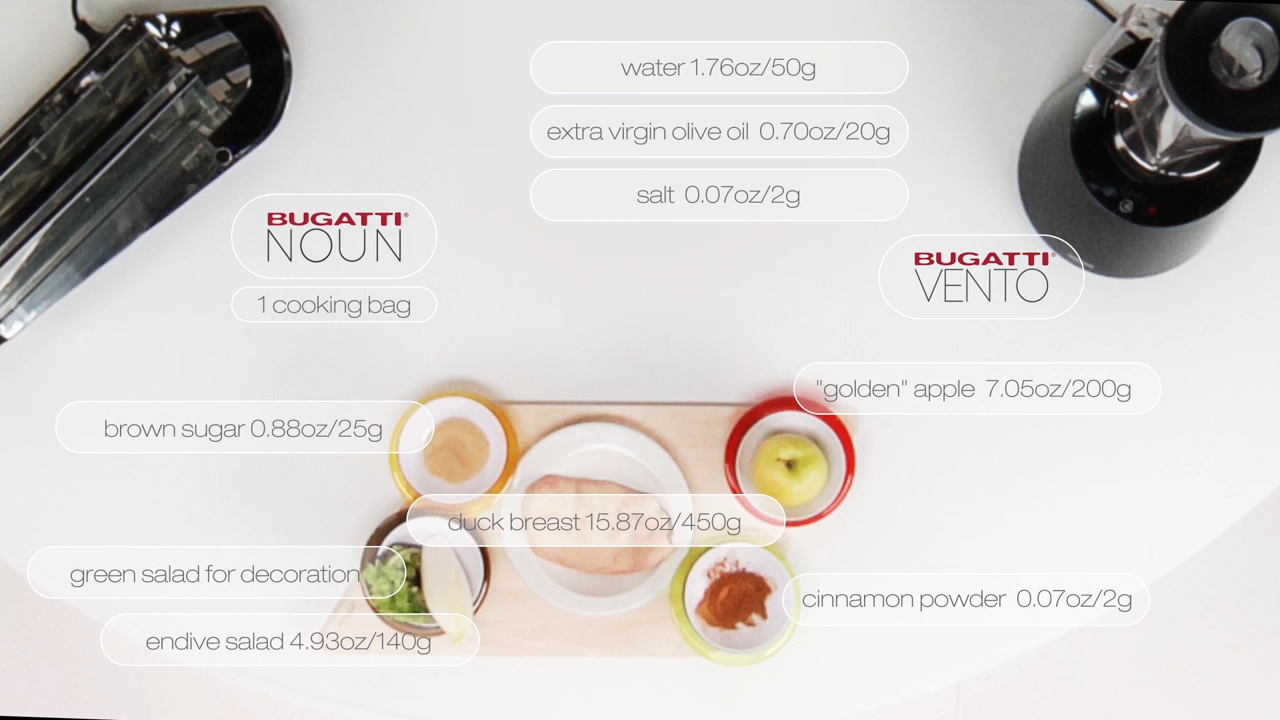 water 1.76oz/50g
extra virgin olive oil 0.70oz/20g
salt 0.07oz/2g
BUGATTI®
NOUN
1 cooking bag
BUGATTI®
VENTO
"golden" apple 7.05oz/200g
brown sugar 0.88oz/25g
duck breast 15.87oz/450g
green salad for decoration
cinnamon powder 0.07oz/2g
endive salad 4.93oz/140g